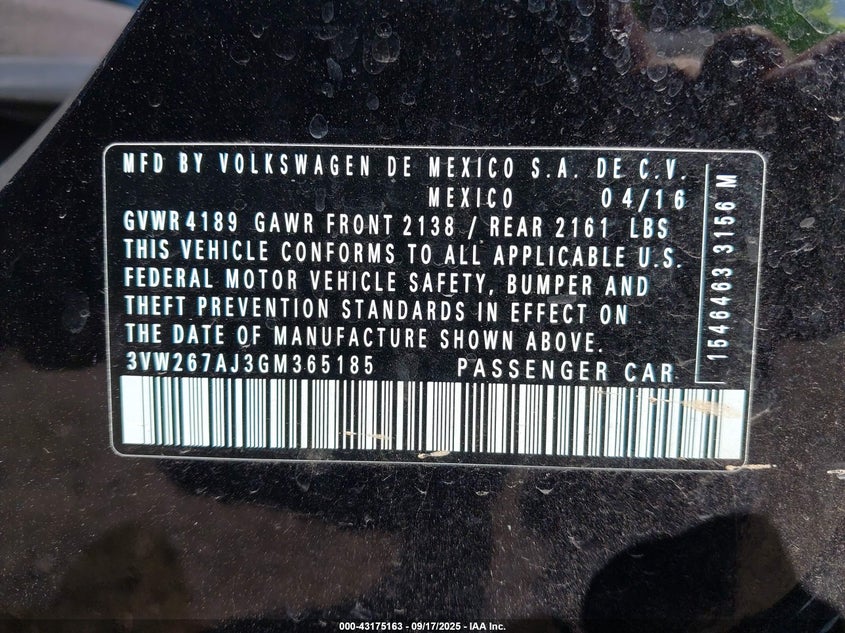 MFD BY VOLKSWAGEN DE MEXICO S.A. DE C.V.
MEXICO 04/16
GVWR 4189 GAWR FRONT 2138 / REAR 2161 LBS
THIS VEHICLE CONFORMS TO ALL APPLICABLE U.S.
FEDERAL MOTOR VEHICLE SAFETY, BUMPER AND
THEFT PREVENTION STANDARDS IN EFFECT ON
THE DATE OF MANUFACTURE SHOWN ABOVE.
3VW267AJ3GM365185 PASSENGER CAR
1546463 3156 M
000-43175163 - 09/17/2025 - IAA Inc.